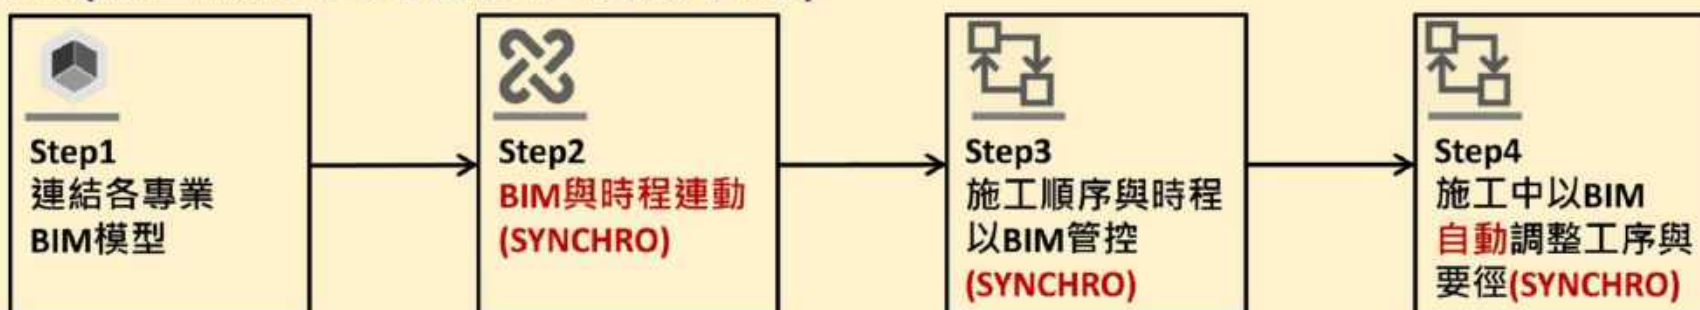 Step1
連結各專業
BIM模型
Step2
BIM與時程連動
(SYNCHRO)
Step3
施工順序與時程
以BIM管控
(SYNCHRO)
Step4
施工中以BIM
自動調整工序與
要徑(SYNCHRO)